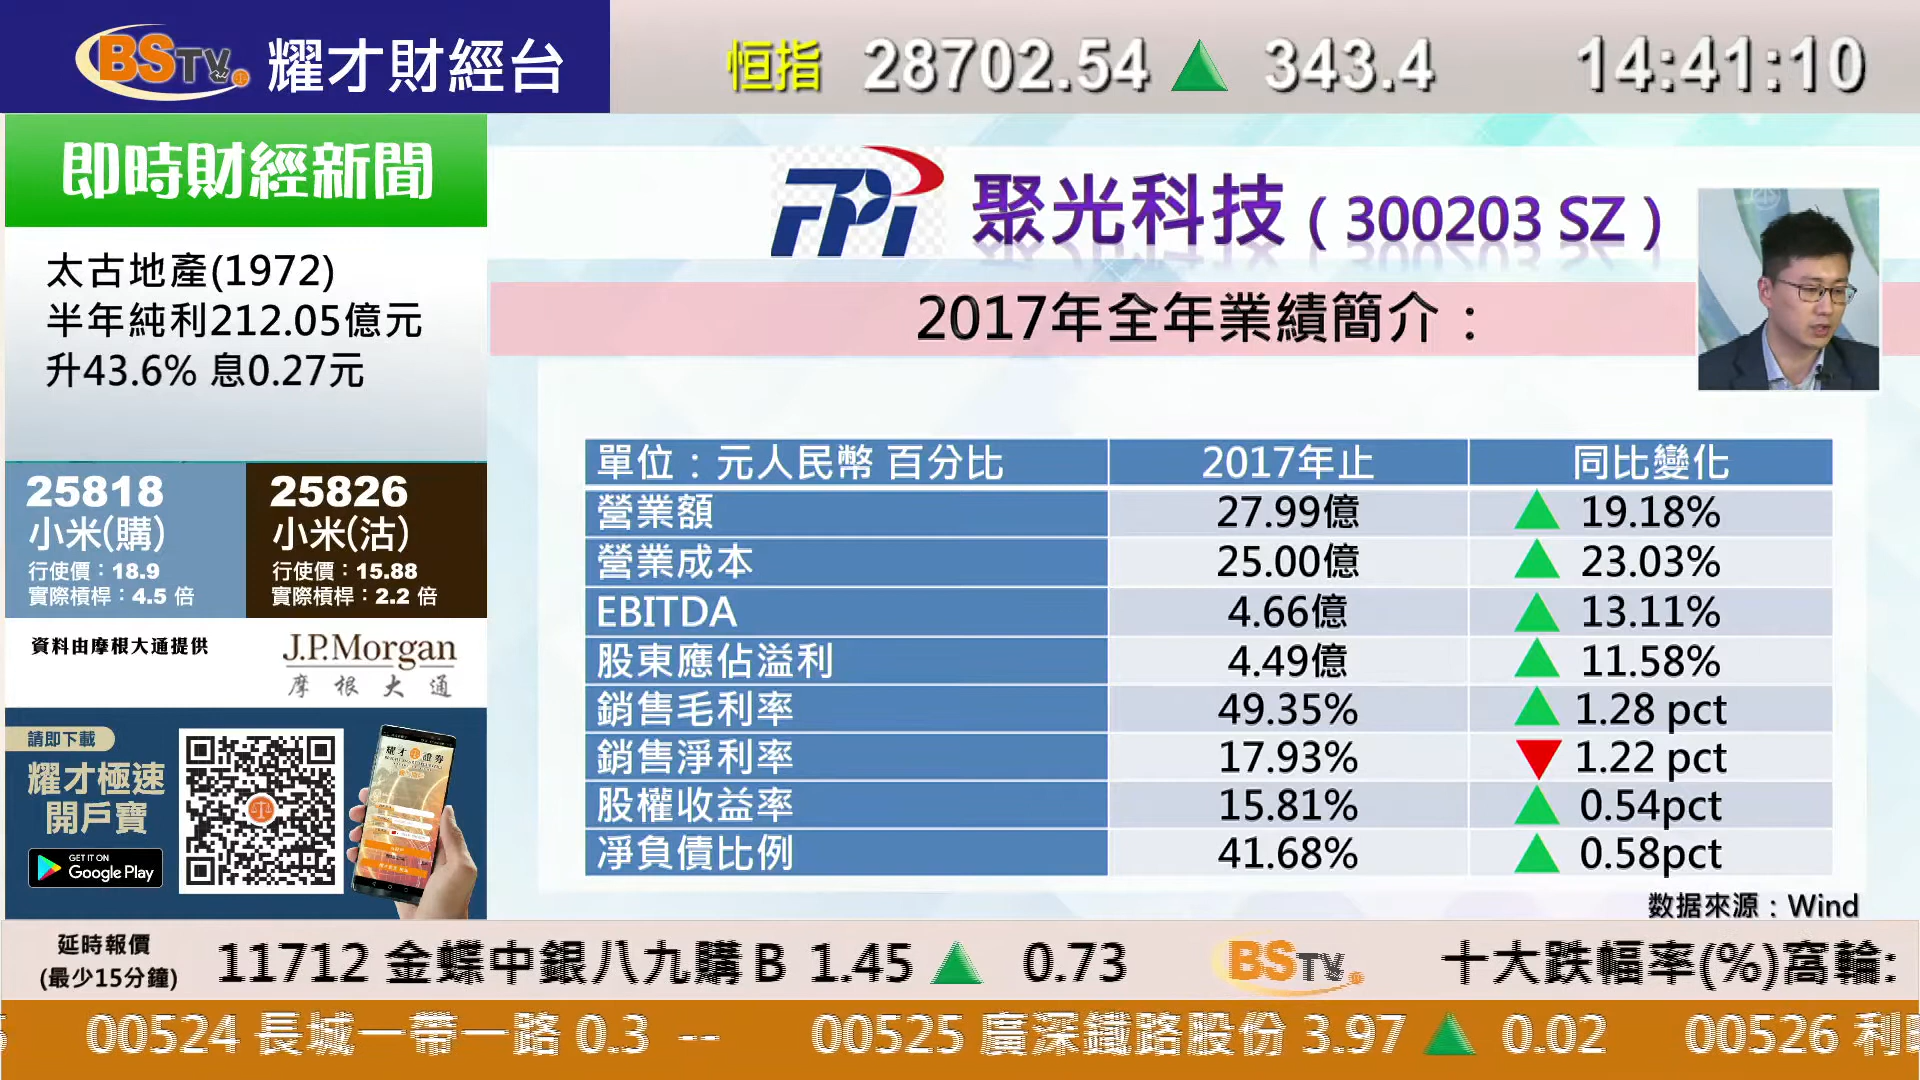 BSTV 耀才財經台
恒指 28702.54 ▲ 343.4 14:41:10
即時財經新聞
太古地產(1972)
半年純利212.05億元
升43.6% 息0.27元
25818
小米(購)
行使價：18.9
實際槓桿：4.5 倍
25826
小米(沽)
行使價：15.88
實際槓桿：2.2 倍
資料由摩根大通提供
J.P.Morgan
摩根大通
請即下載
耀才極速
開戶寶
GET IT ON
Google Play
耀才證券
FPI 聚光科技（300203 SZ）
2017年全年業績簡介：
單位：元人民幣 百分比 2017年止 同比變化
營業額 27.99億 ▲ 19.18%
營業成本 25.00億 ▲ 23.03%
EBITDA 4.66億 ▲ 13.11%
股東應佔溢利 4.49億 ▲ 11.58%
銷售毛利率 49.35% ▲ 1.28 pct
銷售淨利率 17.93% ▼ 1.22 pct
股權收益率 15.81% ▲ 0.54pct
淨負債比例 41.68% ▲ 0.58pct
数据來源：Wind
延時報價
(最少15分鐘)
11712 金蝶中銀八九購B 1.45 ▲ 0.73 BSTV 十大跌幅率(%)窩輪:
00524 長城一帶一路 0.3 -- 00525 廣深鐵路股份 3.97 ▲ 0.02 00526 利